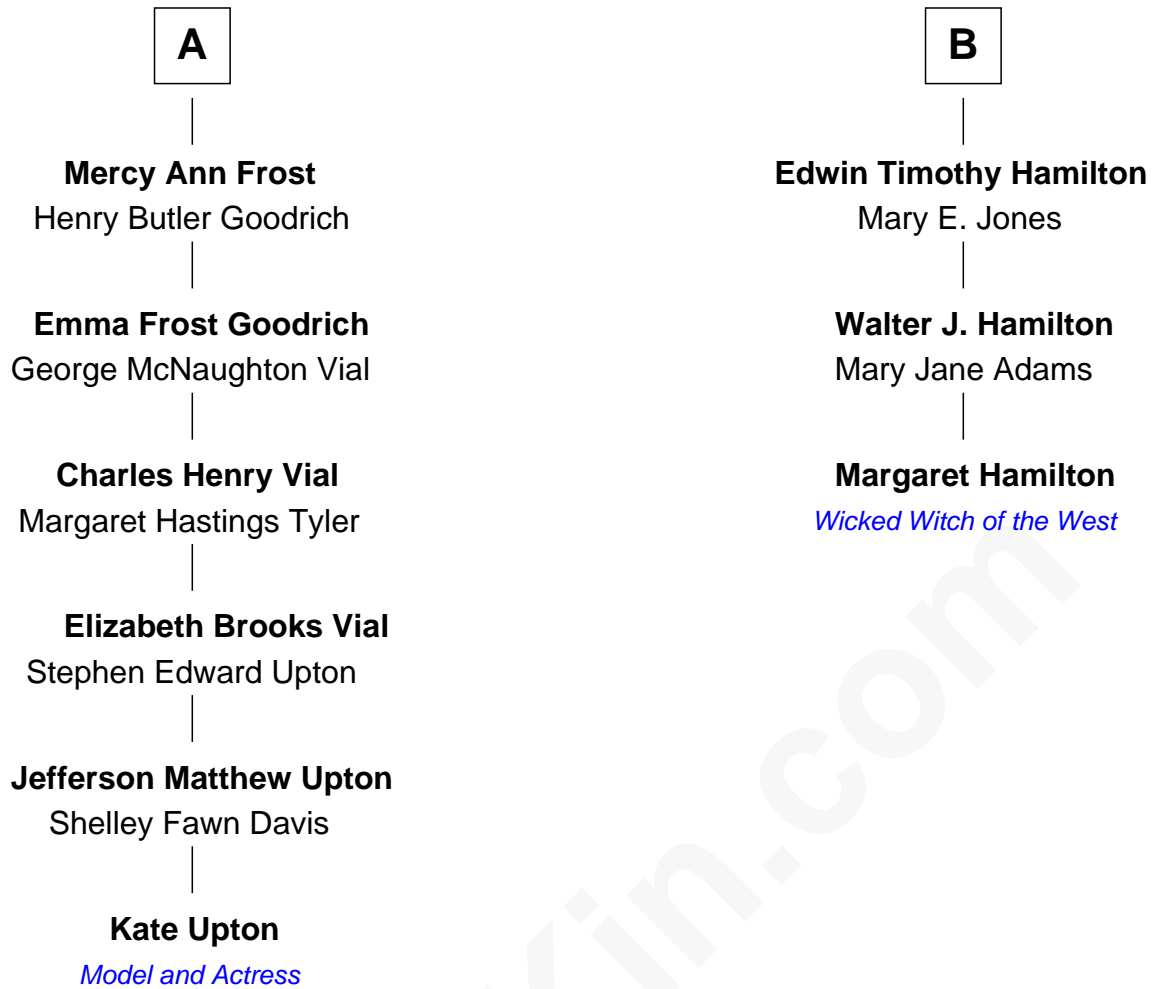 A
Mercy Ann Frost
Henry Butler Goodrich
Emma Frost Goodrich
George McNaughton Vial
Charles Henry Vial
Margaret Hastings Tyler
Elizabeth Brooks Vial
Stephen Edward Upton
Jefferson Matthew Upton
Shelley Fawn Davis
Kate Upton
Model and Actress
B
Edwin Timothy Hamilton
Mary E. Jones
Walter J. Hamilton
Mary Jane Adams
Margaret Hamilton
Wicked Witch of the West